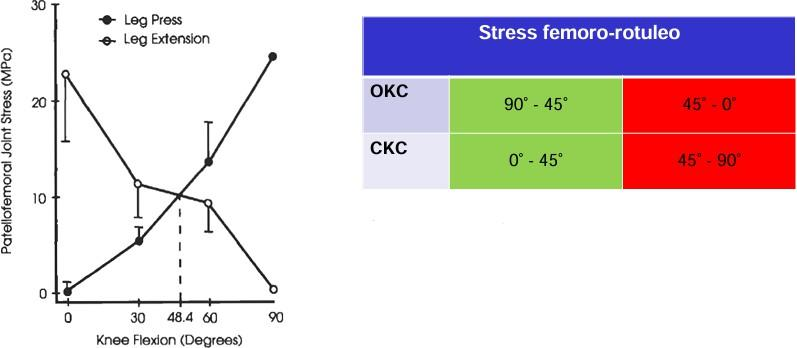 30
20
10
0
Patellofemoral Joint Stress (MPa)
Leg Press
Leg Extension
0 30 48.4 60 90
Knee Flexion (Degrees)
Stress femoro-rotuleo
OKC 90° - 45° 45° - 0°
CKC 0° - 45° 45° - 90°